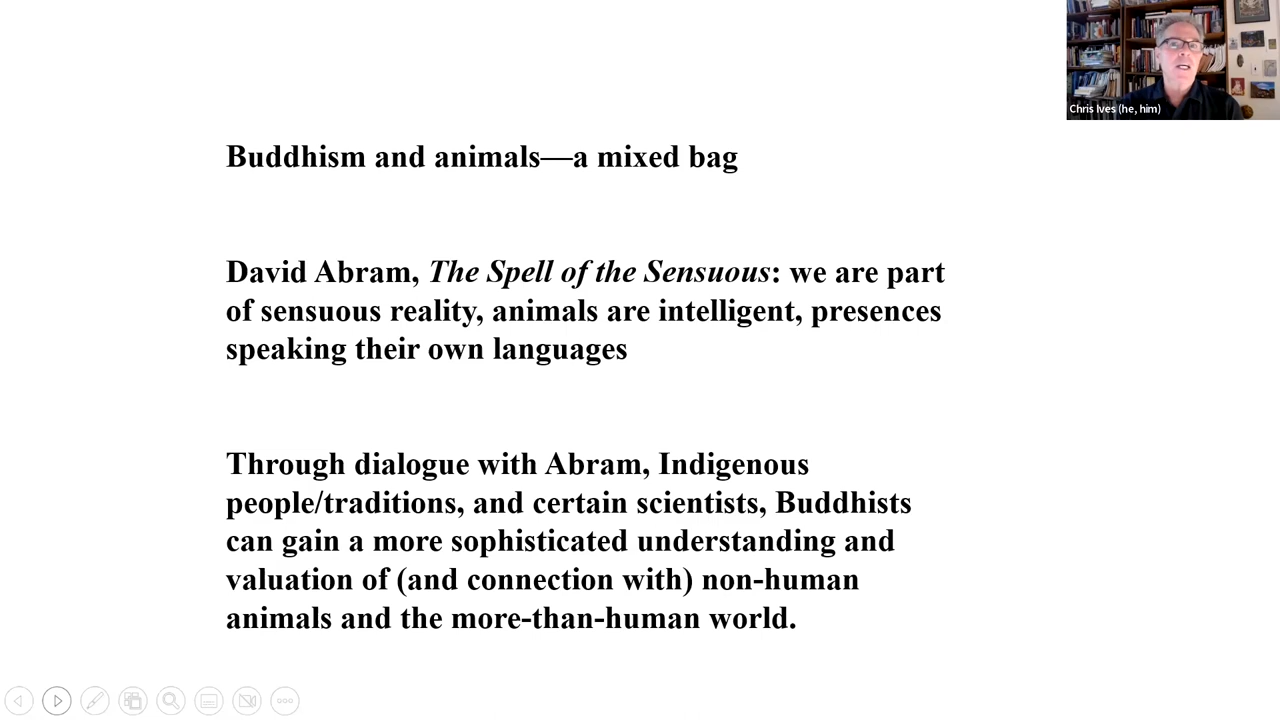 Chris Ives (he, him)
Buddhism and animals—a mixed bag
David Abram, The Spell of the Sensuous: we are part
of sensuous reality, animals are intelligent, presences
speaking their own languages
Through dialogue with Abram, Indigenous
people/traditions, and certain scientists, Buddhists
can gain a more sophisticated understanding and
valuation of (and connection with) non-human
animals and the more-than-human world.